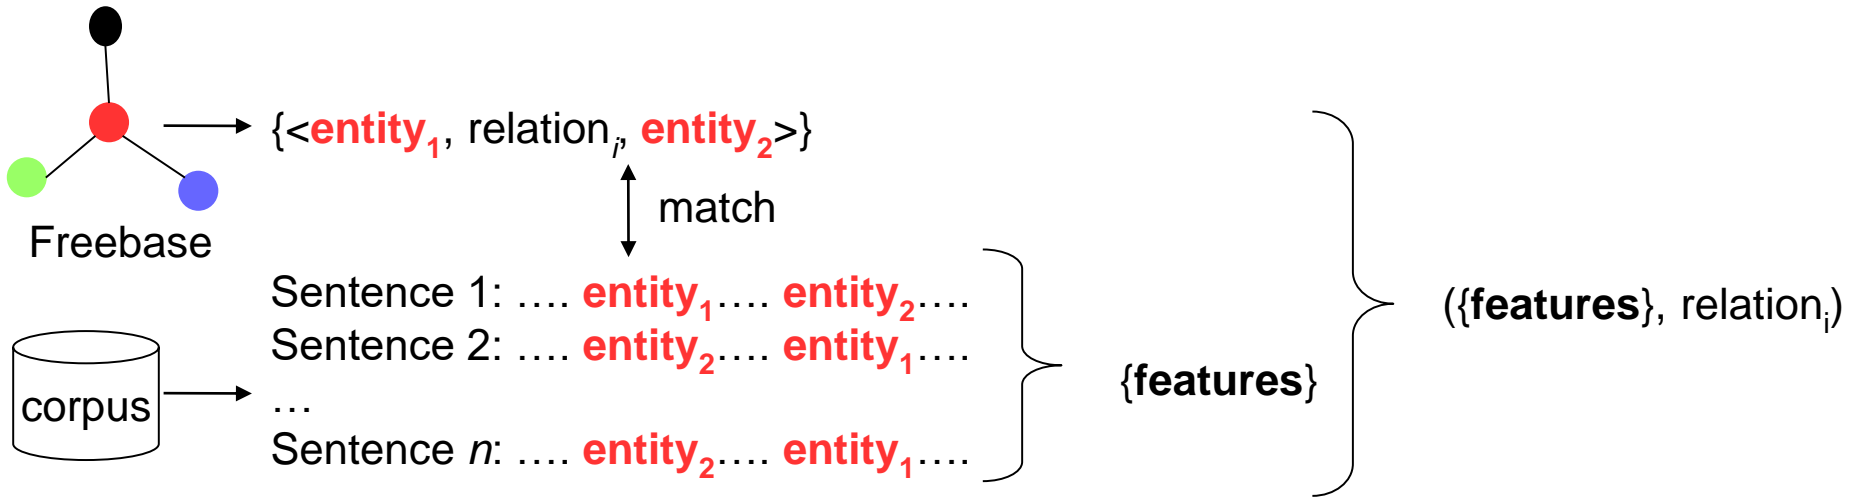 {<entity₁, relationᵢ, entity₂>}
match
Freebase
Sentence 1: …. entity₁…. entity₂….
Sentence 2: …. entity₂…. entity₁….
…
Sentence n: …. entity₂…. entity₁….
corpus
{features}
({features}, relationᵢ)